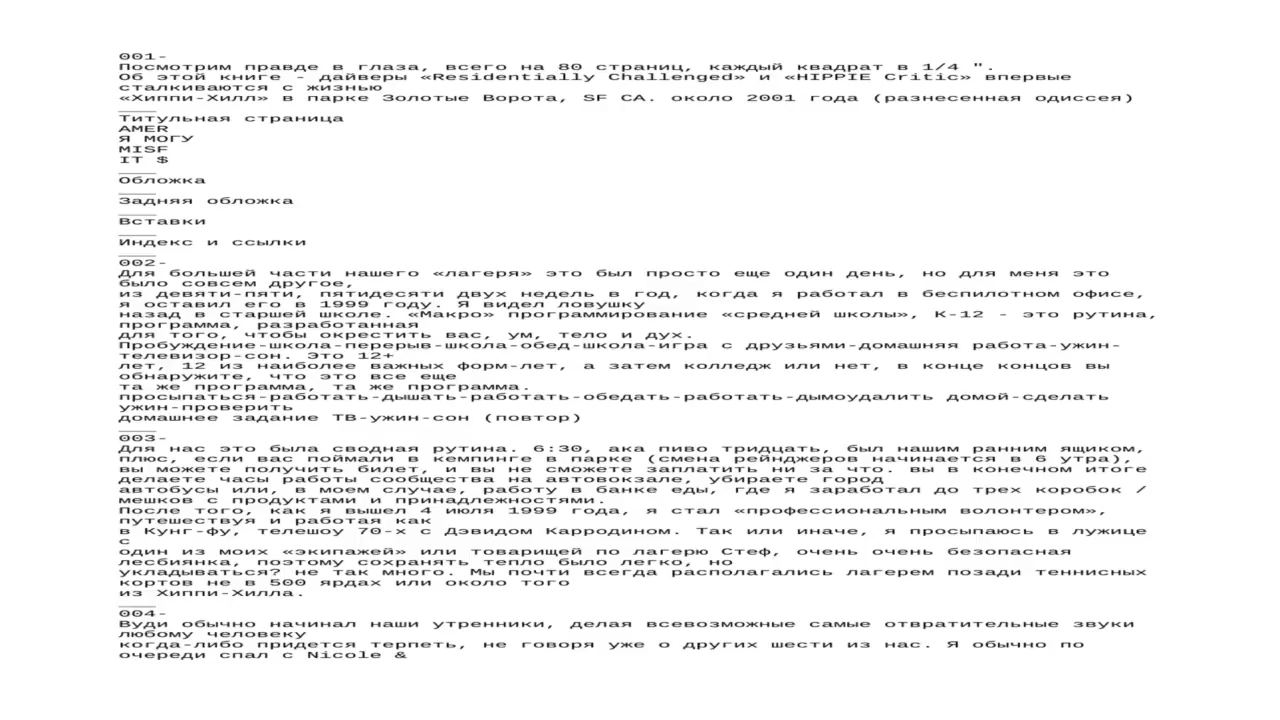 001-
Посмотрим правде в глаза, всего на 80 страниц, каждый квадрат в 1/4 ".
Об этой книге - дайверы «Residentially Challenged» и «HIPPIE Critic» впервые
сталкиваются с жизнью
«Хиппи-Хилл» в парке Золотые Ворота, SF CA. около 2001 года (разнесенная одиссея)
____
Титульная страница
AMER
Я МОГУ
MISF
IT $
____
Обложка
____
Задняя обложка
____
Вставки
____
Индекс и ссылки
____
002-
Для большей части нашего «лагеря» это был просто еще один день, но для меня это
было совсем другое,
из девяти-пяти, пятидесяти двух недель в год, когда я работал в беспилотном офисе,
я оставил его в 1999 году. Я видел ловушку
назад в старшей школе. «Макро» программирование «средней школы», К-12 - это рутина,
программа, разработанная
для того, чтобы окрестить вас, ум, тело и дух.
Пробуждение-школа-перерыв-школа-обед-школа-игра с друзьями-домашняя работа-ужин-
телевизор-сон. Это 12+
лет, 12 из наиболее важных форм-лет, а затем колледж или нет, в конце концов вы
обнаружите, что это все еще
та же программа, та же программа.
просыпаться-работать-дышать-работать-обедать-работать-дымоудалить домой-сделать
ужин-проверить
домашнее задание ТВ-ужин-сон (повтор)
____
003-
Для нас это была сводная рутина. 6:30, ака пиво тридцать, был нашим ранним ящиком,
плюс, если вас поймали в кемпинге в парке (смена рейнджеров начинается в 6 утра),
вы можете получить билет, и вы не сможете заплатить ни за что. вы в конечном итоге
делаете часы работы сообщества на автовокзале, убираете город
автобусы или, в моем случае, работу в банке еды, где я заработал до трех коробок /
мешков с продуктами и принадлежностями.
После того, как я вышел 4 июля 1999 года, я стал «профессиональным волонтером»,
путешествуя и работая как
в Кунг-фу, телешоу 70-х с Дэвидом Карродином. Так или иначе, я просыпаюсь в лужице
с
один из моих «экипажей» или товарищей по лагерю Стеф, очень очень безопасная
лесбиянка, поэтому сохранять тепло было легко, но
укладываться? не так много. Мы почти всегда располагались лагерем позади теннисных
кортов не в 500 ярдах или около того
из Хиппи-Хилла.
____
004-
Вуди обычно начинал наши утренники, делая всевозможные самые отвратительные звуки
любому человеку
когда-либо придется терпеть, не говоря уже о других шести из нас. Я обычно по
очереди спал с Nicole &